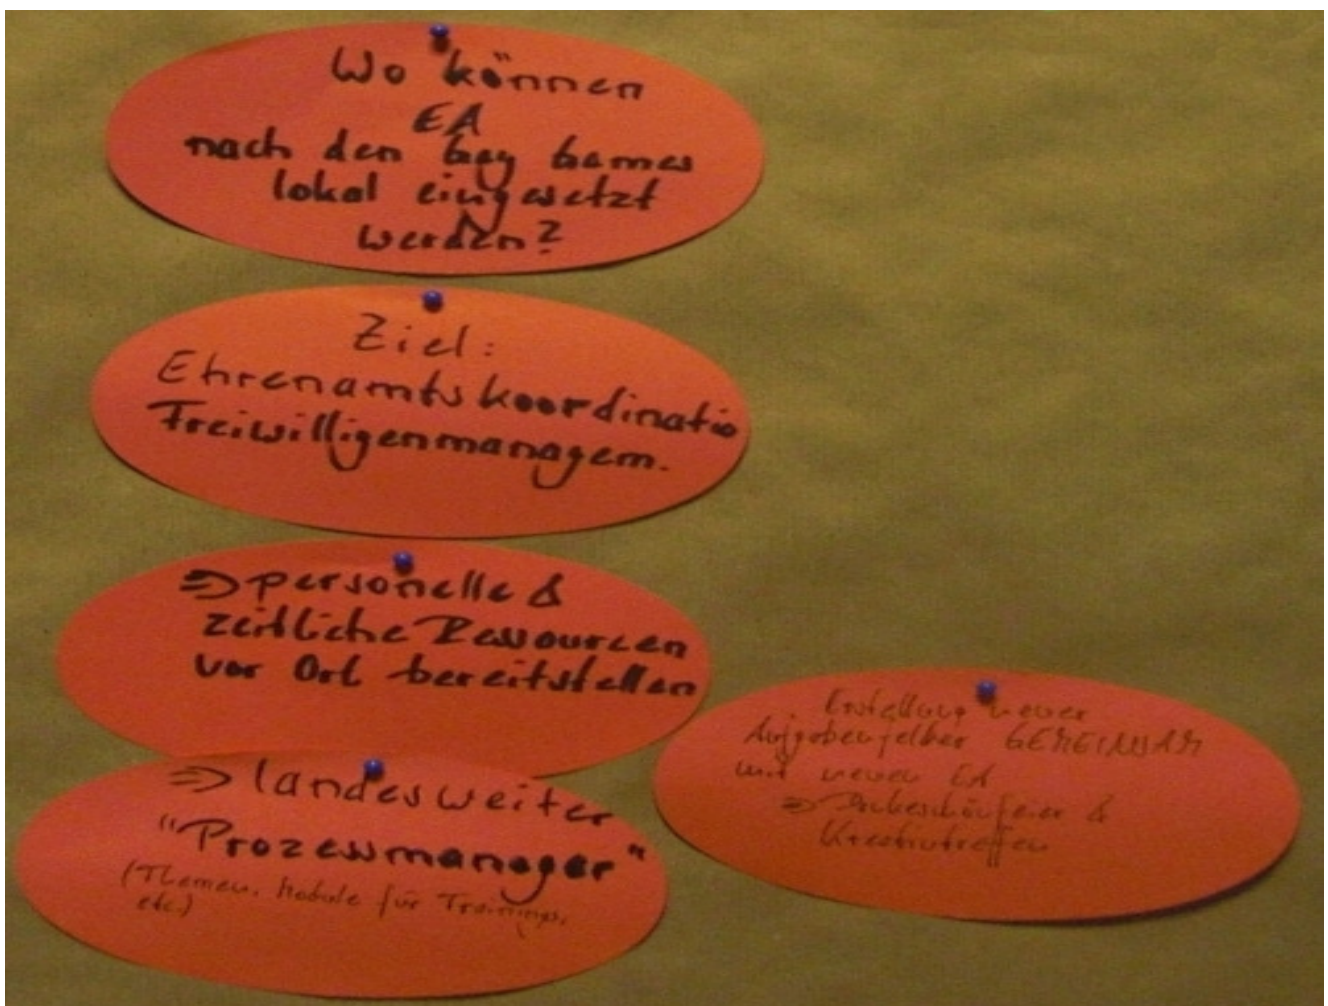 Wo können
EA
nach den bay games
lokal eingesetzt
werden?
Ziel:
Ehrenamtskoordinatio
Freiwilligenmanagem.
=> personelle &
zeitliche Ressourcen
vor Ort bereitstellen
=> landesweiter
"Prozessmanager"
(Themen, Module für Trainings,
etc.)
Erstellung neuer
Aufgabenfelder GEMEINSAM
mit neuen EA
=> Dankeschönfeier &
Kreativtreffen